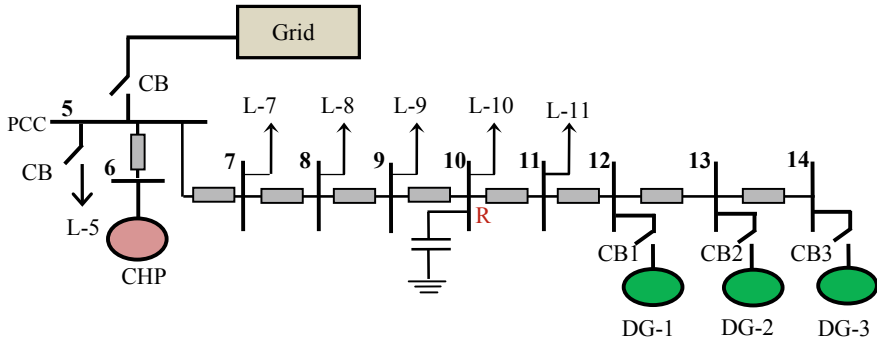 Grid
CB
5
PCC
L-7
L-8
L-9
L-10
L-11
CB
6
7
8
9
10
11
12
13
14
L-5
R
CHP
CB1
CB2
CB3
DG-1
DG-2
DG-3